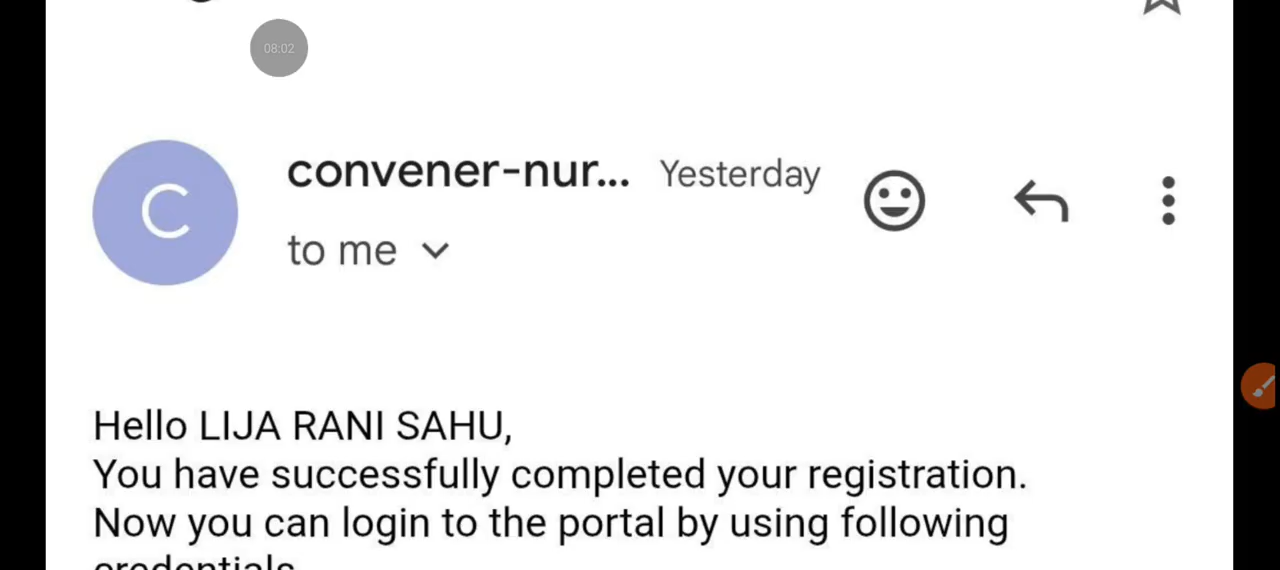 08:02
convener-nur... Yesterday
C
to me
Hello LIJA RANI SAHU,
You have successfully completed your registration.
Now you can login to the portal by using following
credentials